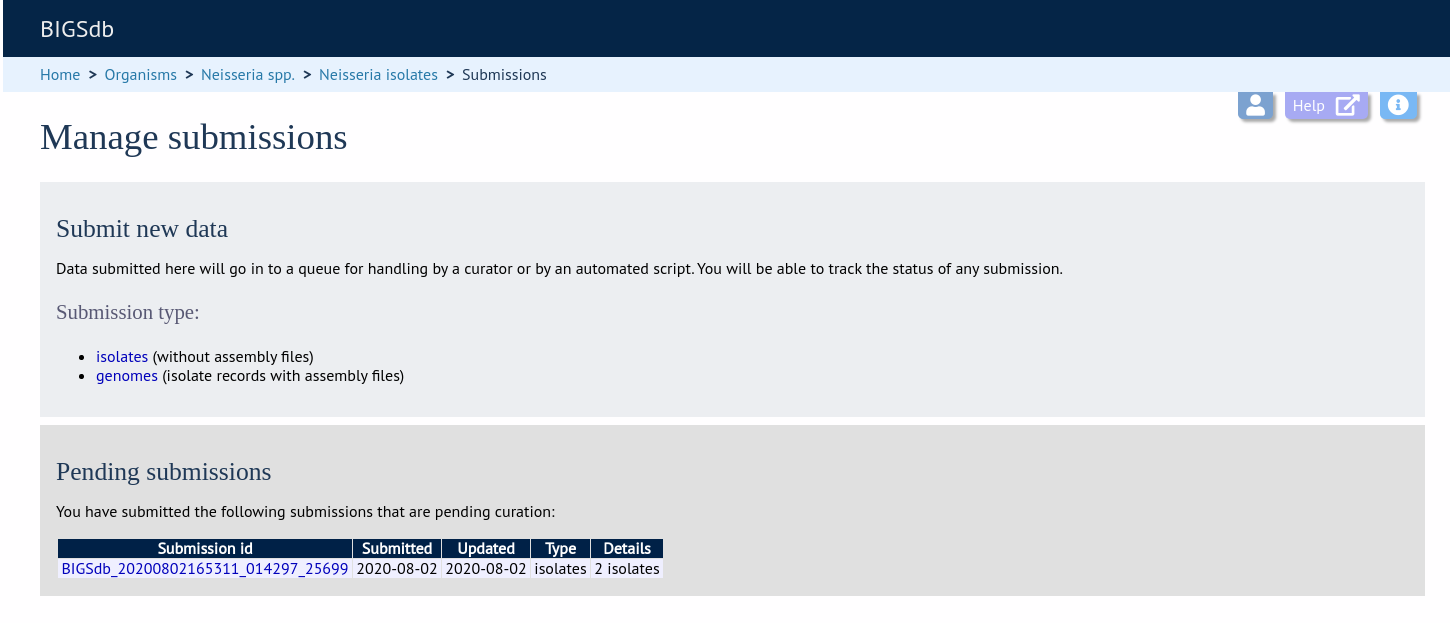 BIGSdb
Home > Organisms > Neisseria spp. > Neisseria isolates > Submissions
Help
Manage submissions
Submit new data
Data submitted here will go in to a queue for handling by a curator or by an automated script. You will be able to track the status of any submission.
Submission type:
• isolates (without assembly files)
• genomes (isolate records with assembly files)
Pending submissions
You have submitted the following submissions that are pending curation:
Submission id Submitted Updated Type Details
BIGSdb_20200802165311_014297_25699 2020-08-02 2020-08-02 isolates 2 isolates